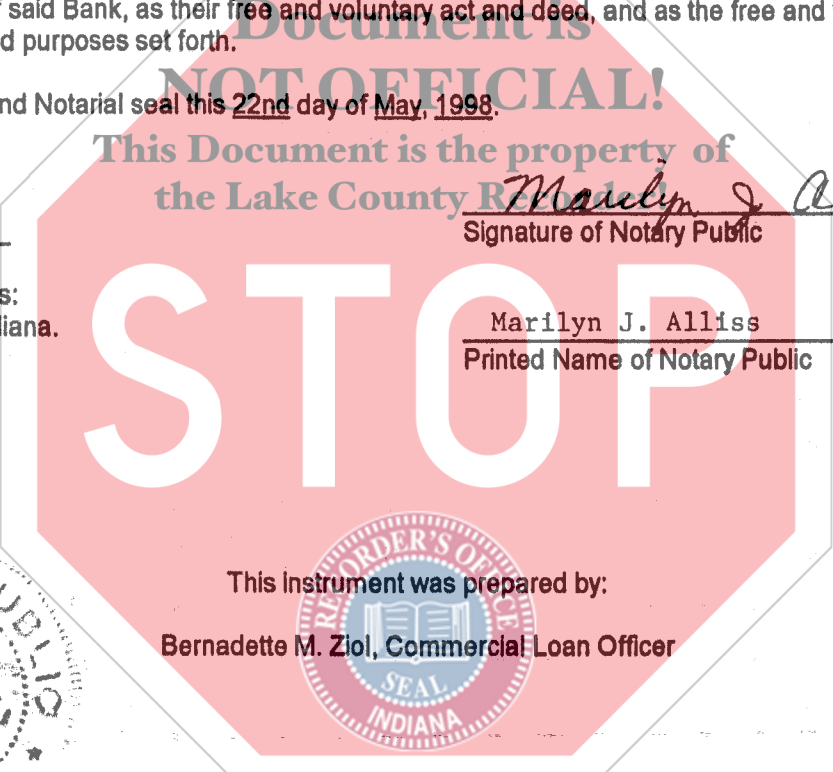 said Bank, as their free and voluntary act and deed, and as the free and
Document is
d purposes set forth.
NOT OFFICIAL!
nd Notarial seal this 22nd day of May, 1998.
This Document is the property of
the Lake County Recorder!
Marilyn J. A
Signature of Notary Public
s:
liana.
Marilyn J. Alliss
Printed Name of Notary Public
STOP
RECORDER'S OFFICE
This instrument was prepared by:
Bernadette M. Ziol, Commercial Loan Officer
SEAL
INDIANA
UBLIC